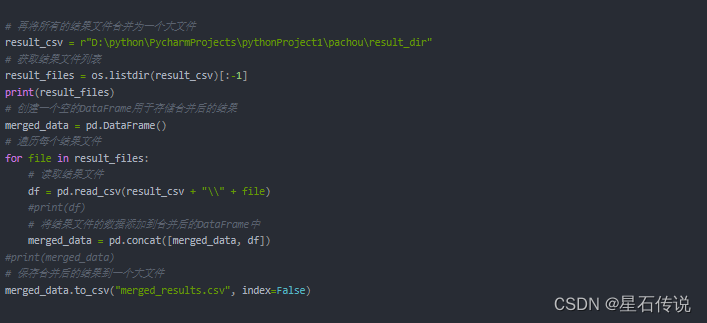 # 再将所有的结果文件合并为一个大文件
result_csv = r"D:\python\PycharmProjects\pythonProject1\pachou\result_dir"
# 获取结果文件列表
result_files = os.listdir(result_csv)[:-1]
print(result_files)
# 创建一个空的DataFrame用于存储合并后的结果
merged_data = pd.DataFrame()
# 遍历每个结果文件
for file in result_files:
    # 读取结果文件
    df = pd.read_csv(result_csv + "\\" + file)
    #print(df)
    # 将结果文件的数据添加到合并后的DataFrame中
    merged_data = pd.concat([merged_data, df])
#print(merged_data)
# 保存合并后的结果到一个大文件
merged_data.to_csv("merged_results.csv", index=False)
CSDN @星石传说